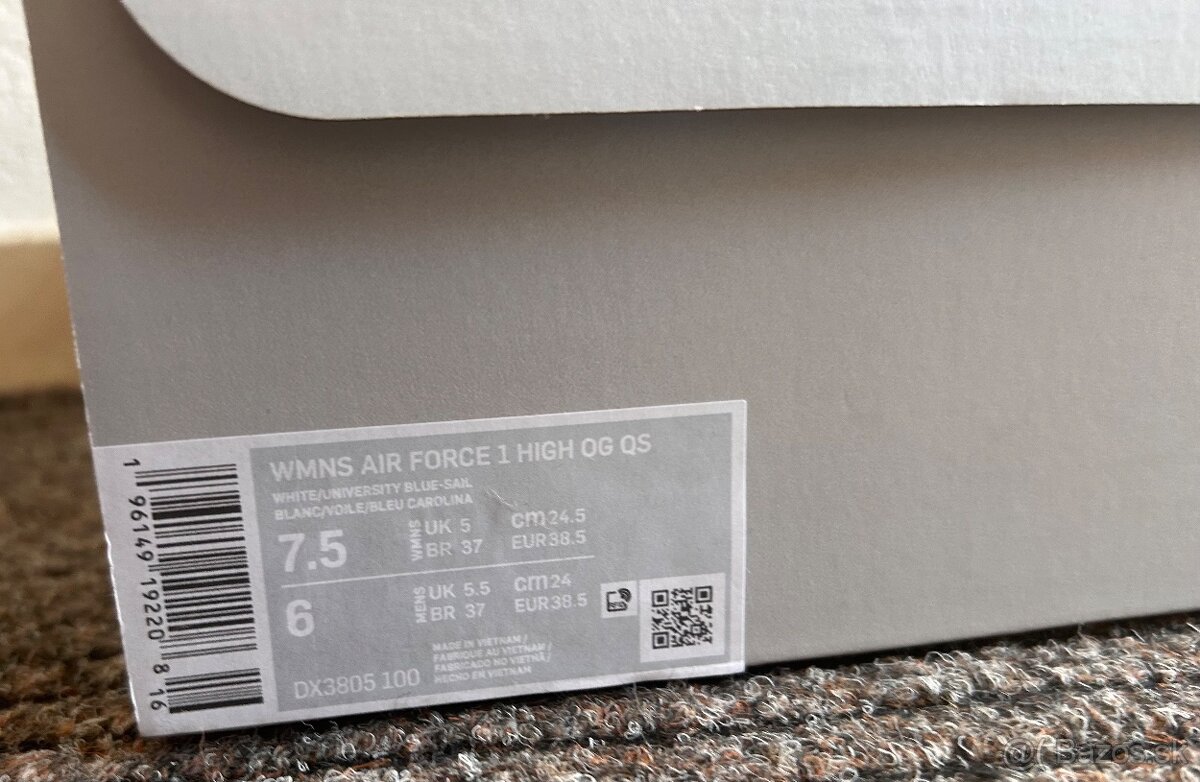 WMNS AIR FORCE 1 HIGH OG QS
WHITE/UNIVERSITY BLUE-SAIL
BLANC/VOILE/BLEU CAROLINA
7.5 WMNS UK 5 cm 24.5
BR 37 EUR 38.5
6 MENS UK 5.5 cm 24
BR 37 EUR 38.5
DX3805 100
MADE IN VIETNAM /
FABRIQUE AU VIETNAM /
FABRICADO NO VIETNÃ /
HECHO EN VIETNAM
1 96149 19220 8 16
Bazos.sk